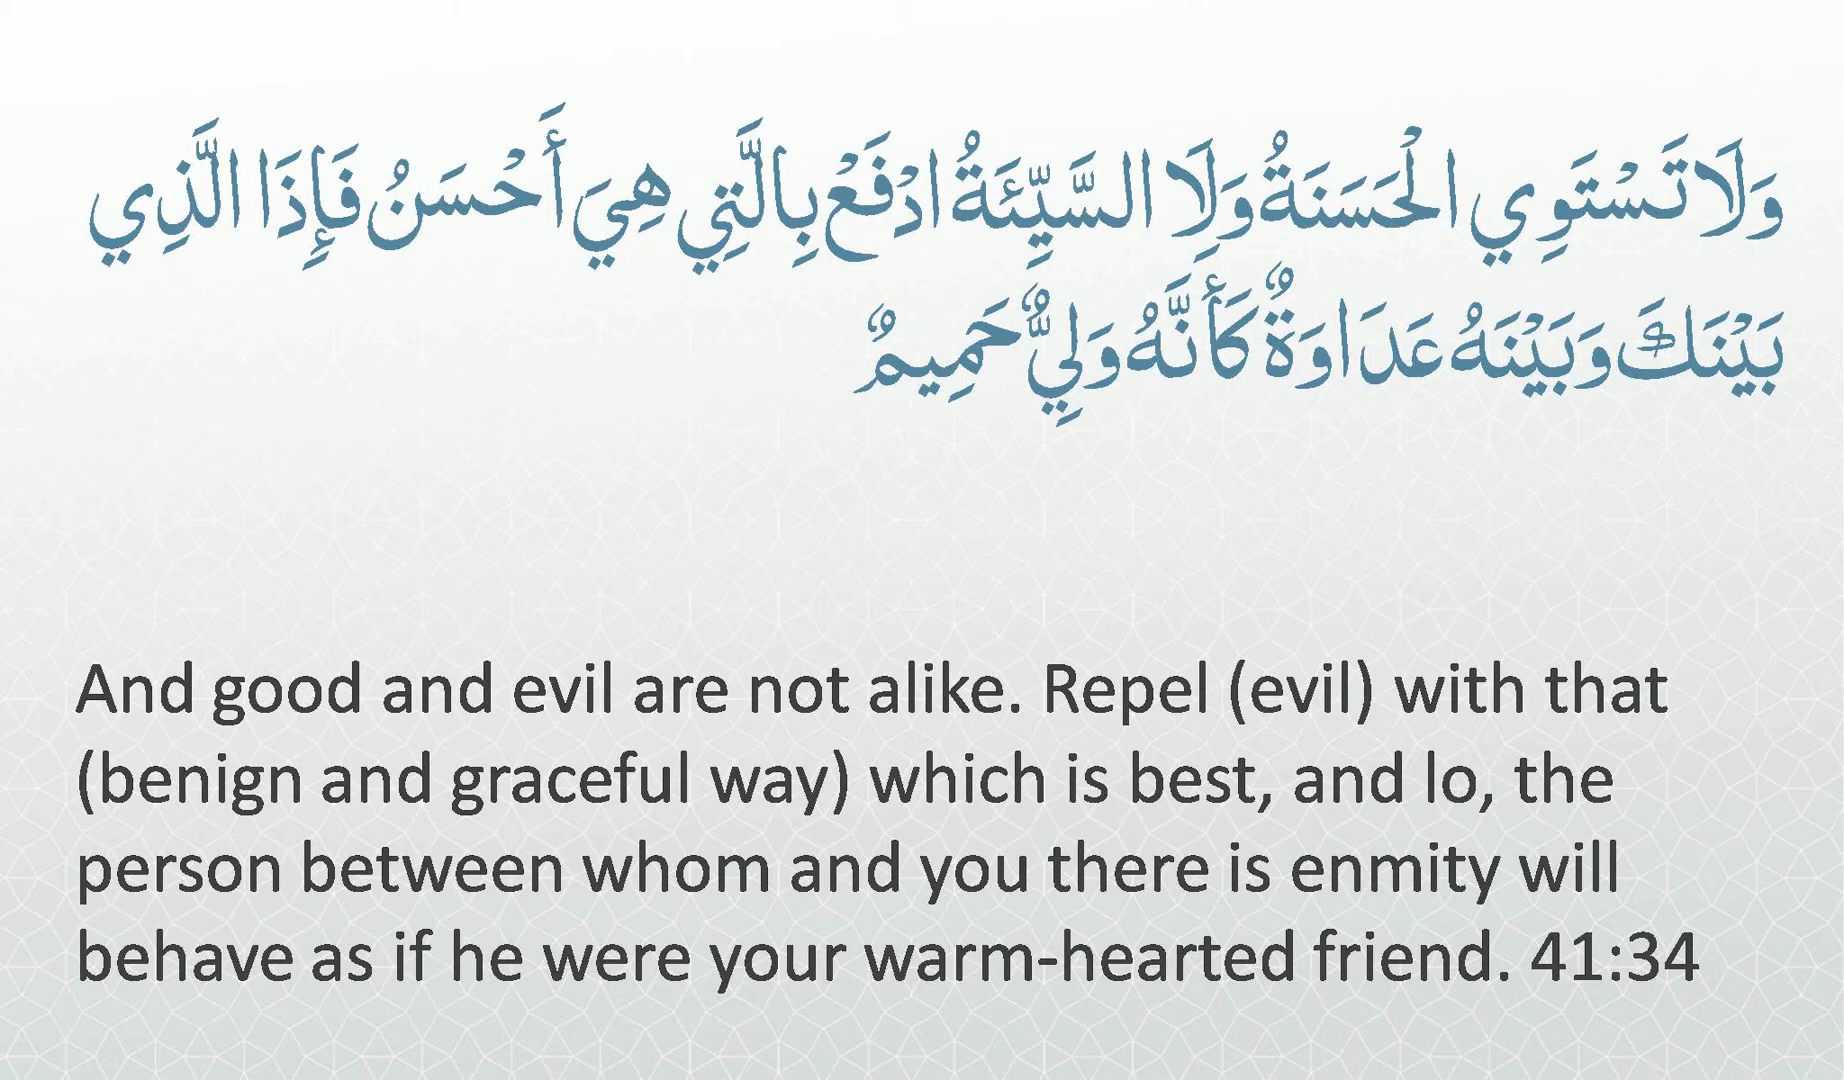 وَلَا تَسْتَوِي الْحَسَنَةُ وَلَا السَّيِّئَةُ ادْفَعْ بِالَّتِي هِيَ أَحْسَنُ فَإِذَا الَّذِي
بَيْنَكَ وَبَيْنَهُ عَدَاوَةٌ كَأَنَّهُ وَلِيٌّ حَمِيمٌ
And good and evil are not alike. Repel (evil) with that
(benign and graceful way) which is best, and lo, the
person between whom and you there is enmity will
behave as if he were your warm-hearted friend. 41:34